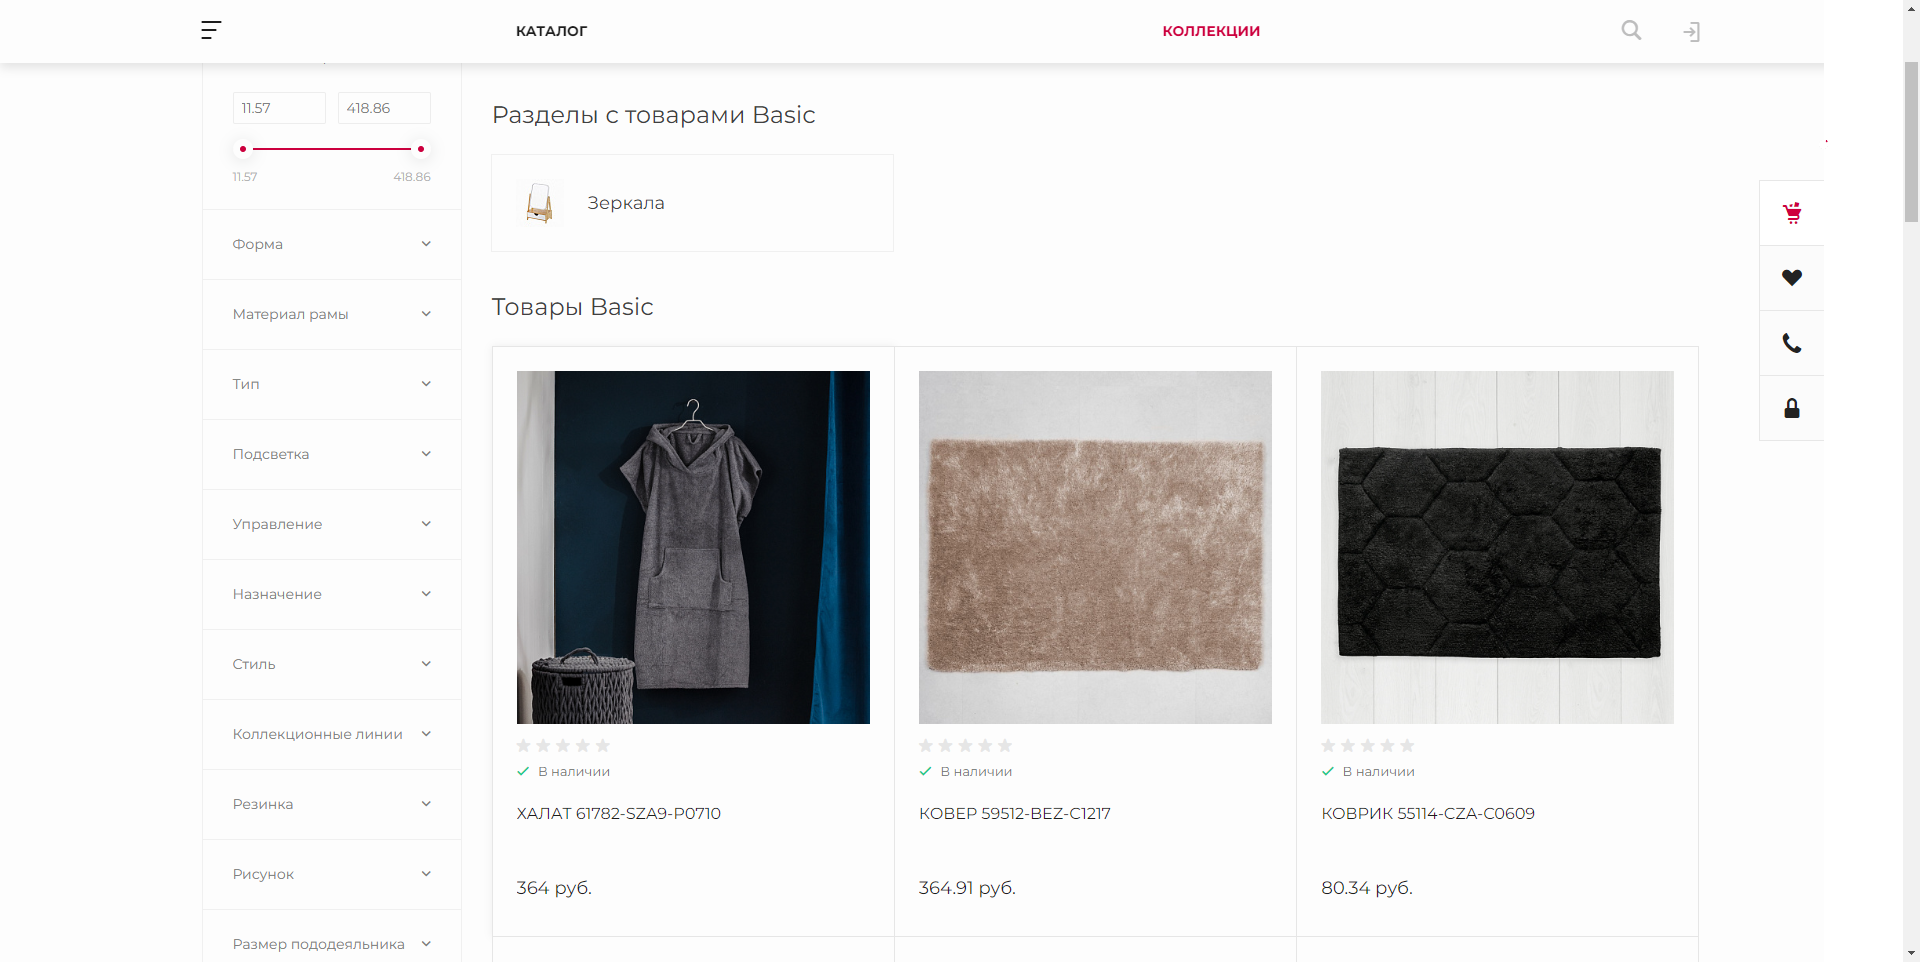 КАТАЛОГ
КОЛЛЕКЦИИ
11.57
418.86
11.57
418.86
Форма
Материал рамы
Тип
Подсветка
Управление
Назначение
Стиль
Коллекционные линии
Резинка
Рисунок
Размер пододеяльника
Разделы с товарами Basic
Зеркала
Товары Basic
В наличии
ХАЛАТ 61782-SZA9-P0710
364 руб.
В наличии
КОВЕР 59512-BEZ-C1217
364.91 руб.
В наличии
КОВРИК 55114-CZA-C0609
80.34 руб.